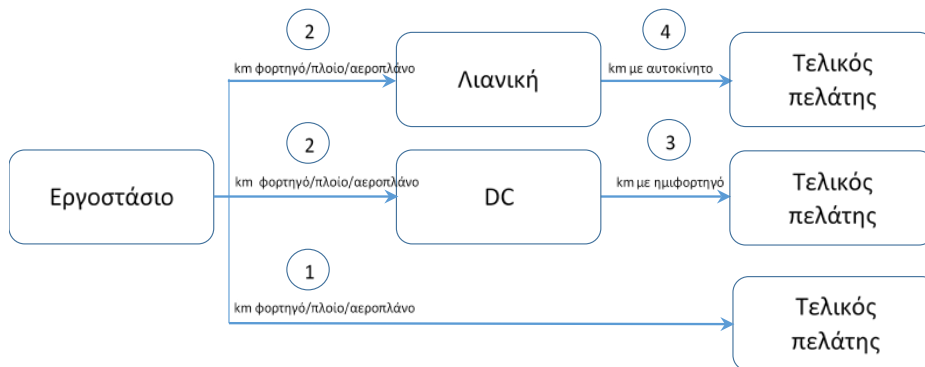 2
4
km φορτηγό/πλοίο/αεροπλάνο
Λιανική
km με αυτοκίνητο
Τελικός
πελάτης
2
3
Εργοστάσιο
km φορτηγό/πλοίο/αεροπλάνο
DC
km με ημιφορτηγό
Τελικός
πελάτης
1
km φορτηγό/πλοίο/αεροπλάνο
Τελικός
πελάτης